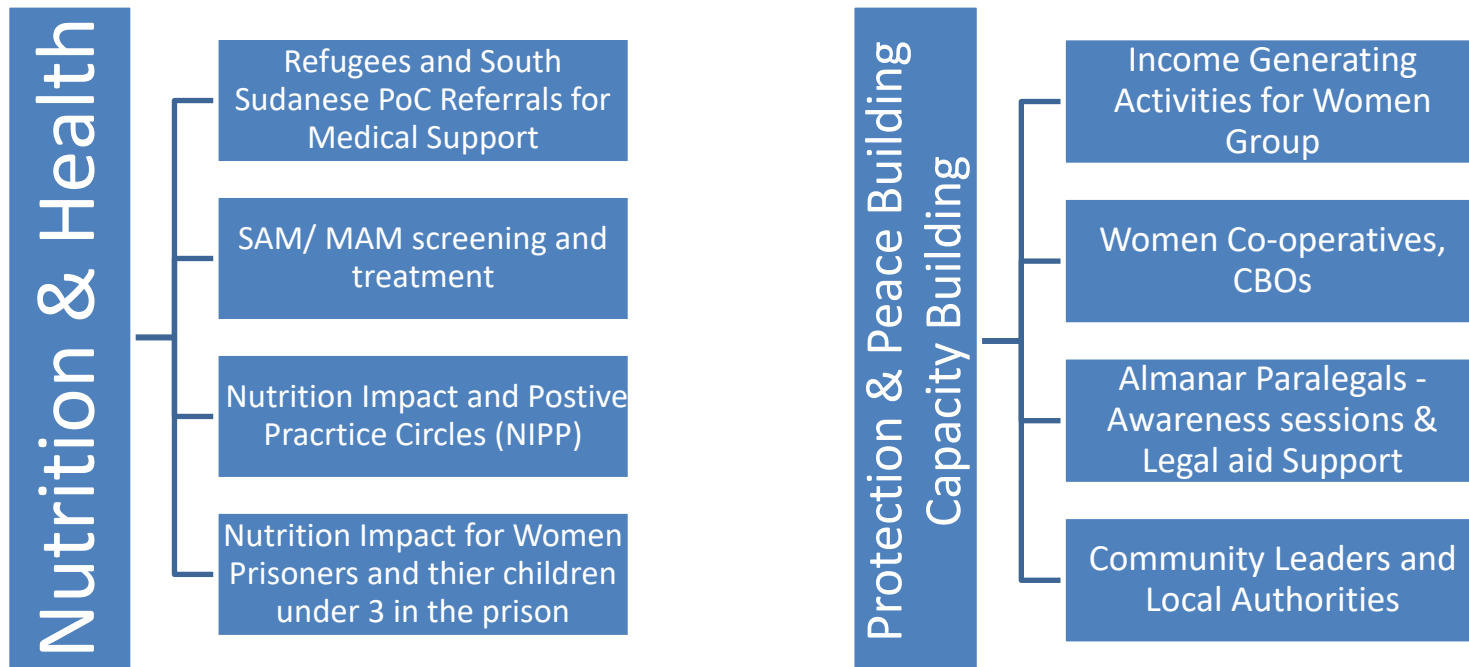 Nutrition & Health
Refugees and South
Sudanese PoC Referrals for
Medical Support
SAM/ MAM screening and
treatment
Nutrition Impact and Postive
Pracrtice Circles (NIPP)
Nutrition Impact for Women
Prisoners and thier children
under 3 in the prison
Protection & Peace Building
Capacity Building
Income Generating
Activities for Women
Group
Women Co-operatives,
CBOs
Almanar Paralegals -
Awareness sessions &
Legal aid Support
Community Leaders and
Local Authorities